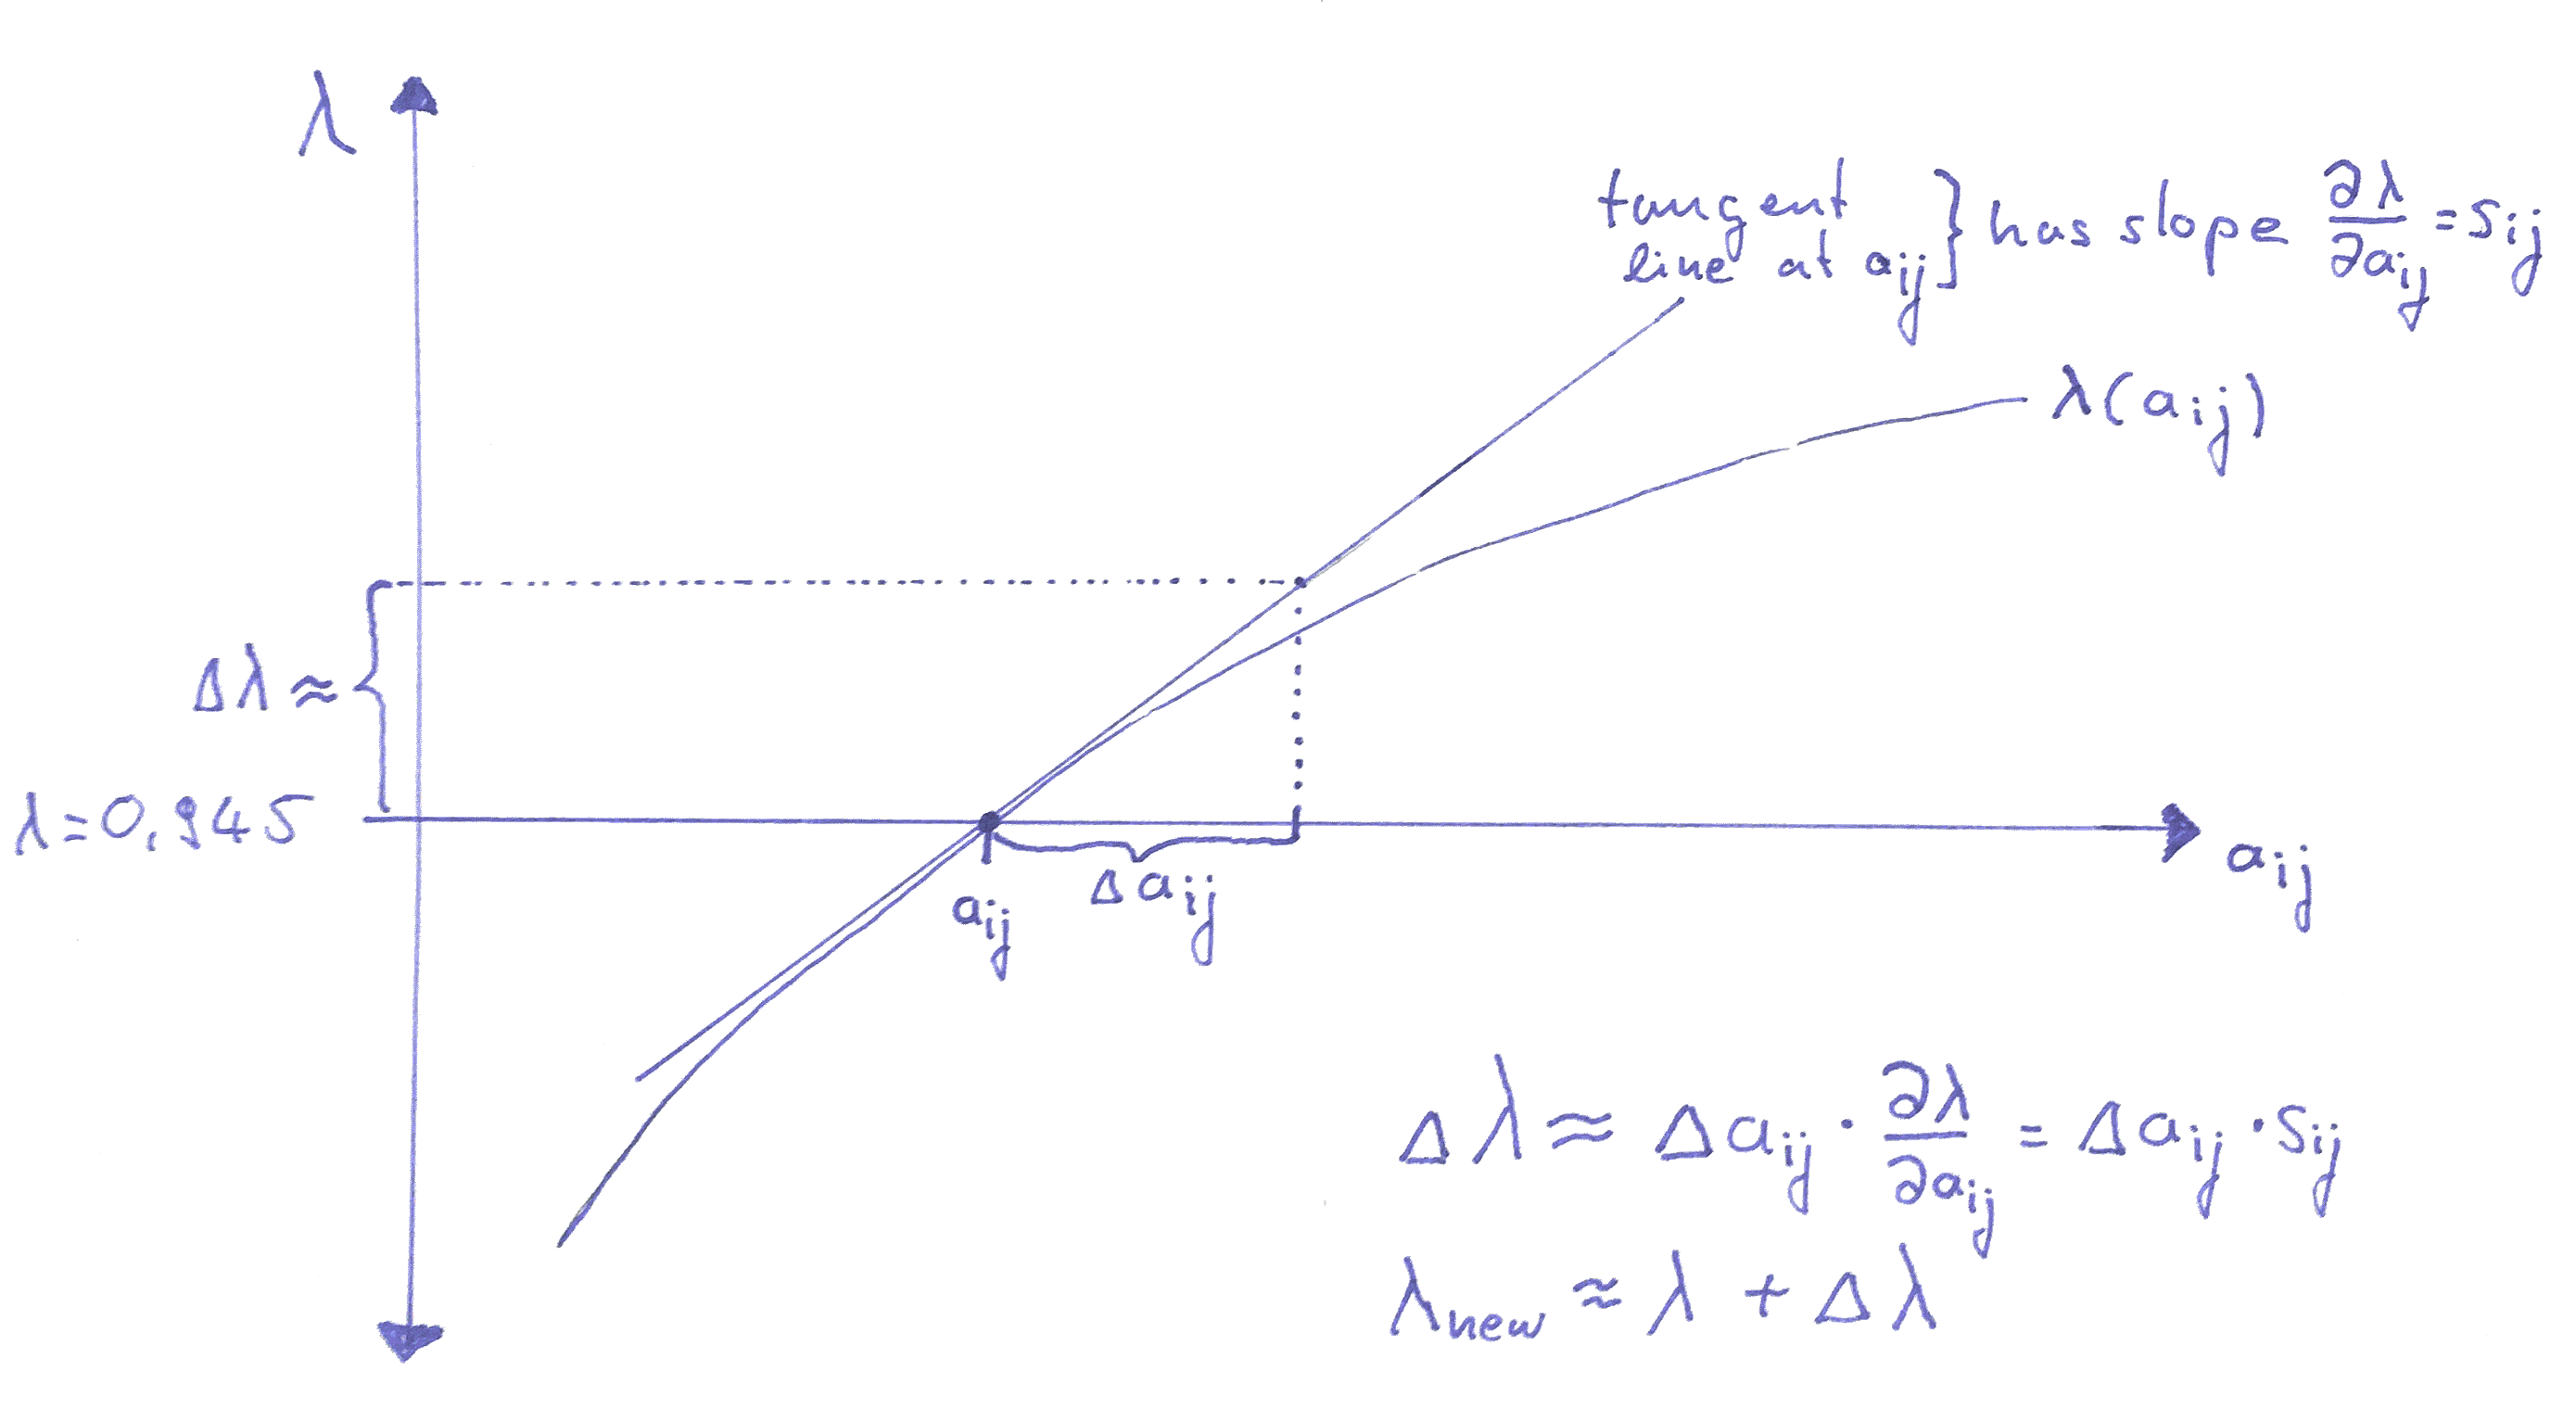 λ
tangent
line at aij } has slope ∂λ/∂aij = sij
λ(aij)
Δλ ≈
λ=0.945
aij
Δaij
aij
Δλ ≈ Δaij · ∂λ/∂aij = Δaij · sij
λnew ≈ λ + Δλ